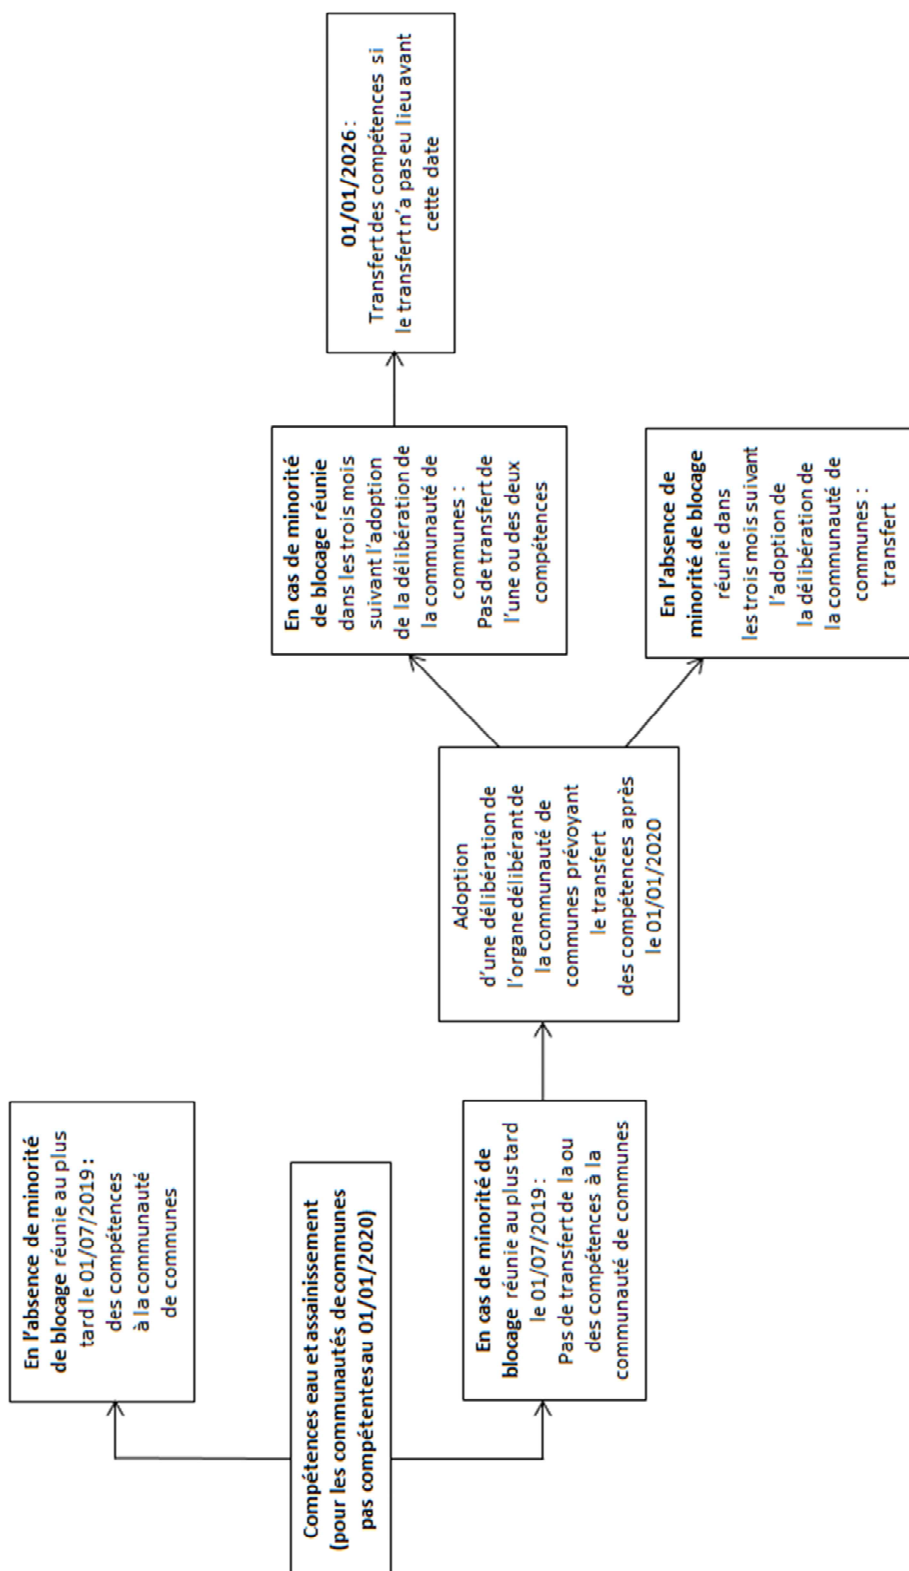 Compétences eau et assainissement
(pour les communautés de communes
pas compétentes au 01/01/2020)
En l'absence de minorité
de blocage réunie au plus
tard le 01/07/2019 :
des compétences
à la communauté
de communes
En cas de minorité de
blocage réunie au plus tard
le 01/07/2019 :
Pas de transfert de la ou
des compétences à la
communauté de communes
Adoption
d'une délibération de
l'organe délibérant de
la communauté de
communes prévoyant
le transfert
des compétences après
le 01/01/2020
En cas de minorité
de blocage réunie
dans les trois mois
suivant l'adoption
de la délibération de
la communauté de
communes :
Pas de transfert de
l'une ou des deux
compétences
En l'absence de
minorité de blocage
réunie dans
les trois mois suivant
l'adoption de
la délibération de
la communauté de
communes :
transfert
01/01/2026 :
Transfert des compétences si
le transfert n'a pas eu lieu avant
cette date